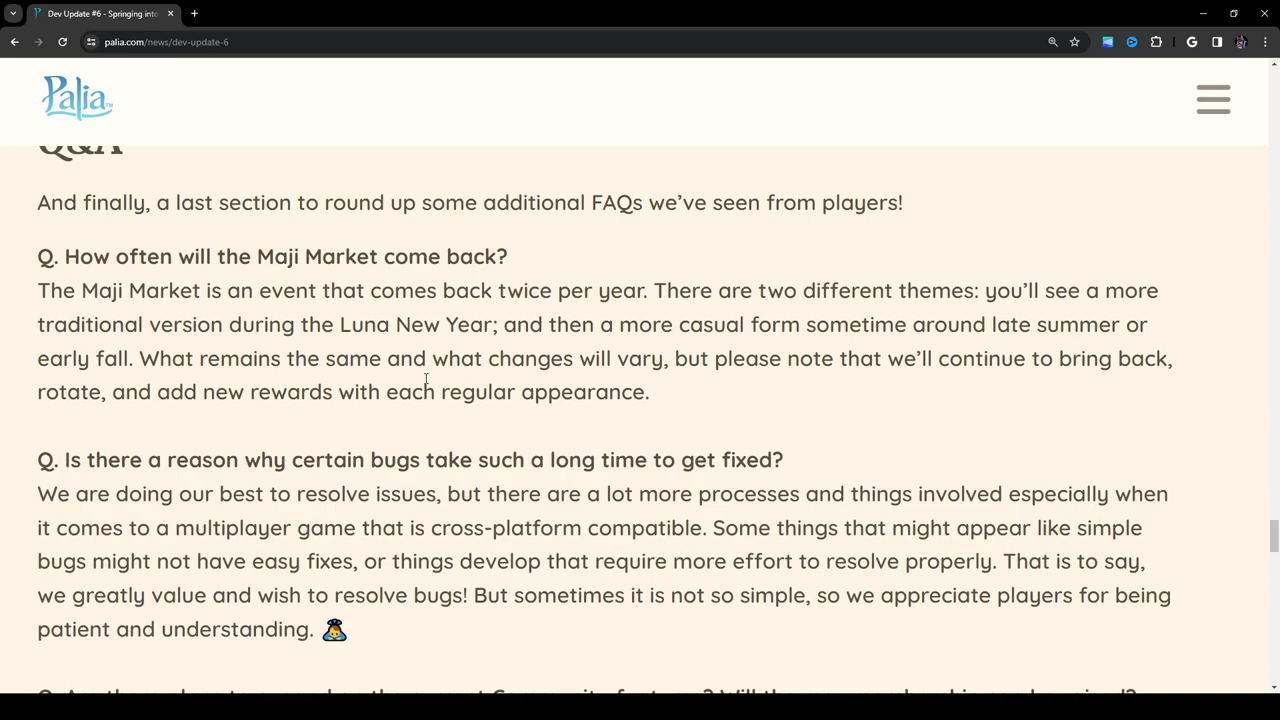 Dev Update #6 - Springing into
palia.com/news/dev-update-6
Palia
Q&A
And finally, a last section to round up some additional FAQs we've seen from players!
Q. How often will the Maji Market come back?
The Maji Market is an event that comes back twice per year. There are two different themes: you'll see a more
traditional version during the Luna New Year; and then a more casual form sometime around late summer or
early fall. What remains the same and what changes will vary, but please note that we'll continue to bring back,
rotate, and add new rewards with each regular appearance.
Q. Is there a reason why certain bugs take such a long time to get fixed?
We are doing our best to resolve issues, but there are a lot more processes and things involved especially when
it comes to a multiplayer game that is cross-platform compatible. Some things that might appear like simple
bugs might not have easy fixes, or things develop that require more effort to resolve properly. That is to say,
we greatly value and wish to resolve bugs! But sometimes it is not so simple, so we appreciate players for being
patient and understanding.